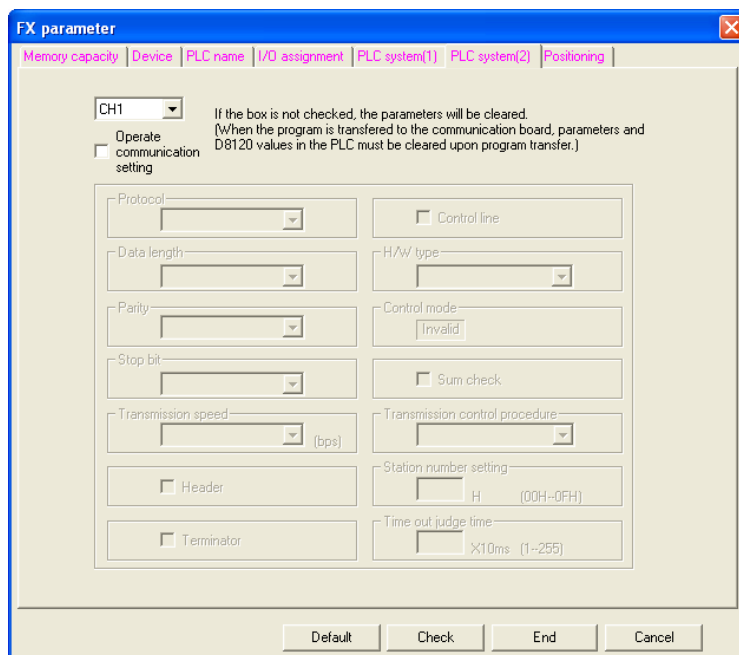 FX parameter
Memory capacity Device PLC name I/O assignment PLC system(1) PLC system(2) Positioning
CH1
If the box is not checked, the parameters will be cleared.
(When the program is transfered to the communication board, parameters and
D8120 values in the PLC must be cleared upon program transfer.)
Operate
communication
setting
Protocol
Control line
Data length
H/W type
Parity
Control mode
Invalid
Stop bit
Sum check
Transmission speed
(bps)
Transmission control procedure
Header
Station number setting
H (00H--0FH)
Terminator
Time out judge time
X10ms (1--255)
Default Check End Cancel